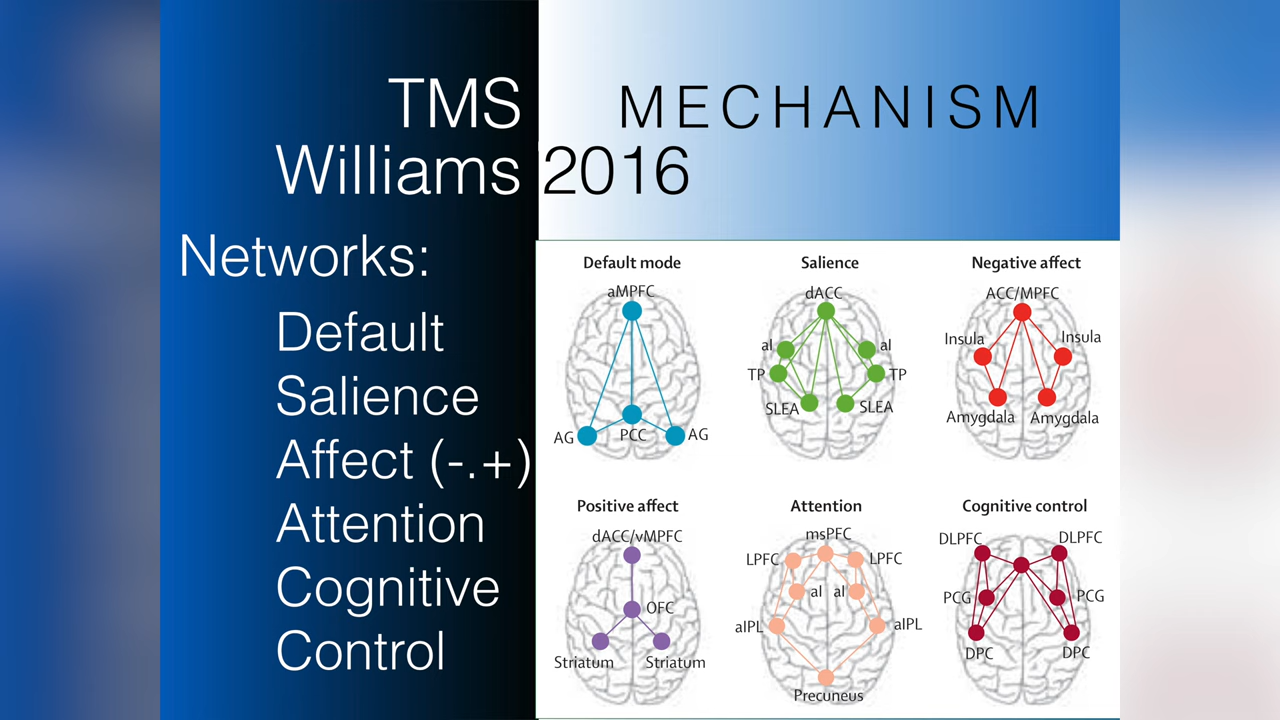 TMS MECHANISM
Williams 2016
Networks:
Default
Salience
Affect (-.+)
Attention
Cognitive
Control
Default mode
aMPFC
AG
PCC
AG
Salience
dACC
aI
aI
TP
TP
SLEA
SLEA
Negative affect
ACC/MPFC
Insula
Insula
Amygdala
Amygdala
Positive affect
dACC/vMPFC
OFC
Striatum
Striatum
Attention
msPFC
LPFC
LPFC
aI
aI
aIPL
aIPL
Precuneus
Cognitive control
DLPFC
DLPFC
PCG
PCG
DPC
DPC